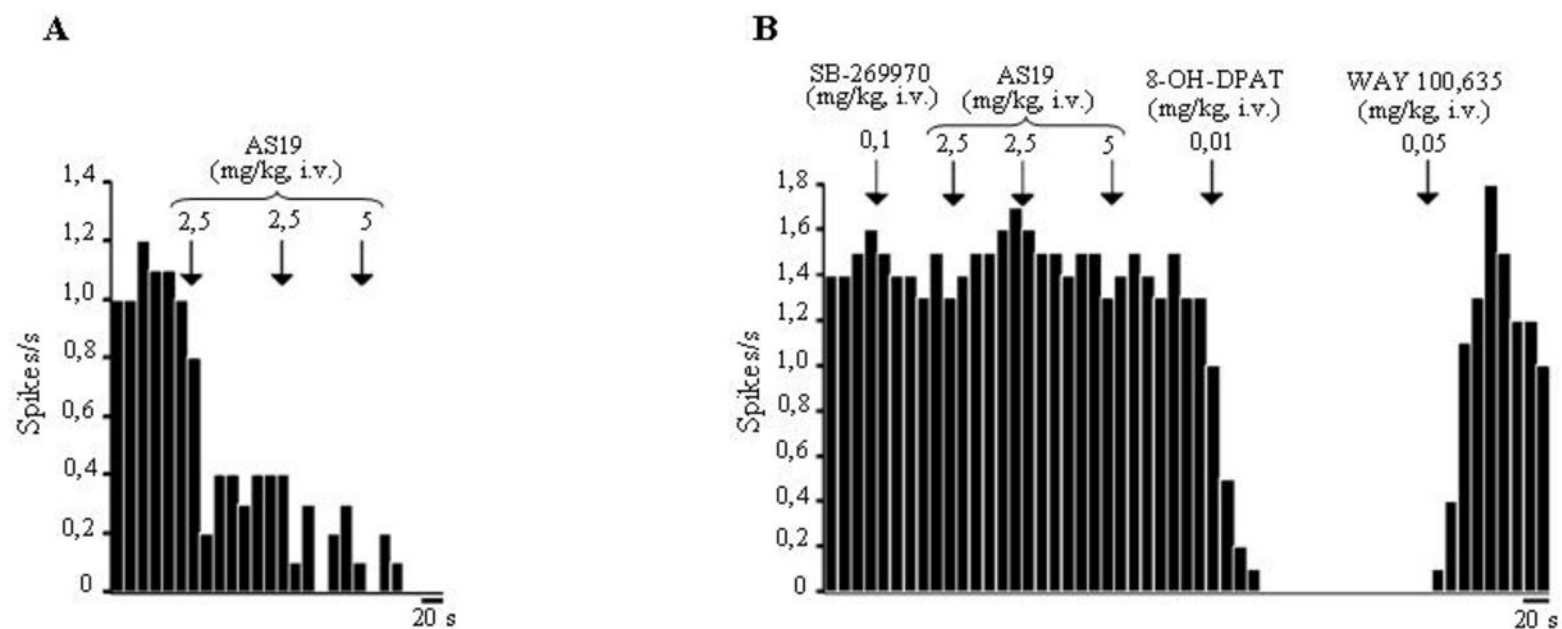 A
AS19
(mg/kg, i.v.)
2,5 2,5 5
1,4
1,2
1,0
0,8
0,6
0,4
0,2
0
Spikes/s
20 s
B
SB-269970
(mg/kg, i.v.)
0,1
AS19
(mg/kg, i.v.)
2,5 2,5 5
8-OH-DPAT
(mg/kg, i.v.)
0,01
WAY 100,635
(mg/kg, i.v.)
0,05
1,8
1,6
1,4
1,2
1,0
0,8
0,6
0,4
0,2
0
Spikes/s
20 s